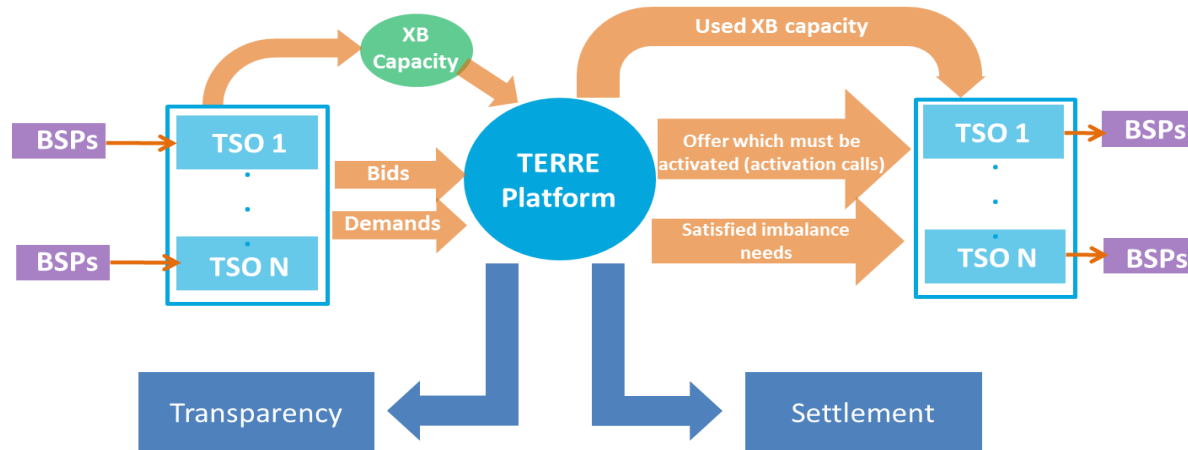 XB
Capacity
Used XB capacity
BSPs
TSO 1
Bids
Demands
BSPs
TSO N
TERRE
Platform
Offer which must be
activated (activation calls)
Satisfied imbalance
needs
TSO 1
BSPs
TSO N
BSPs
Transparency
Settlement